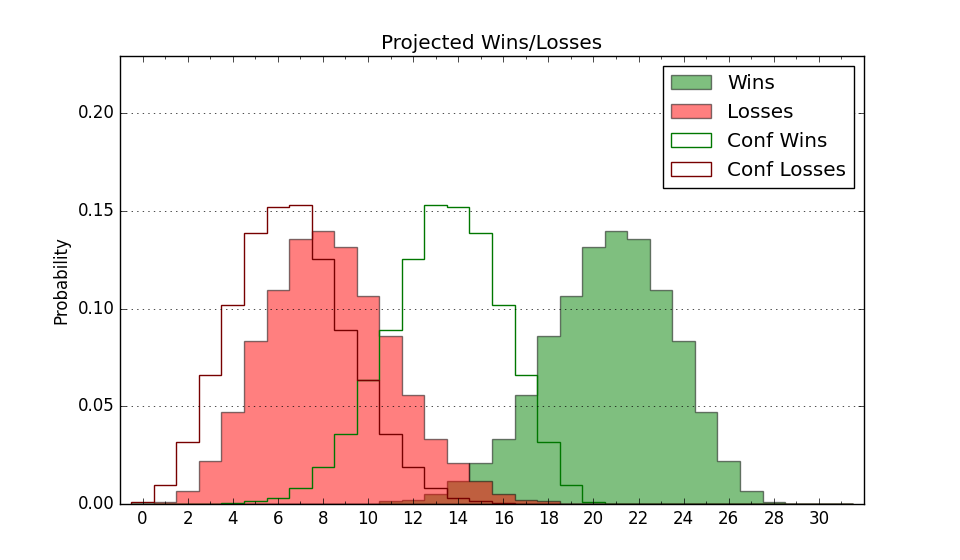 Projected Wins/Losses
Wins
Losses
Conf Wins
Conf Losses
Probability
0.20
0.15
0.10
0.05
0.00
0 2 4 6 8 10 12 14 16 18 20 22 24 26 28 30